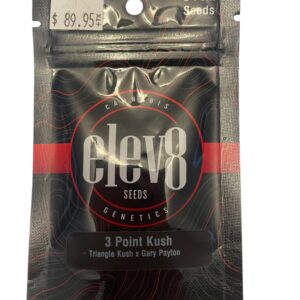 $ 89.95
Seeds
CANNABIS
elev8
SEEDS
GENETICS
3 Point Kush
Triangle Kush x Gary Payton